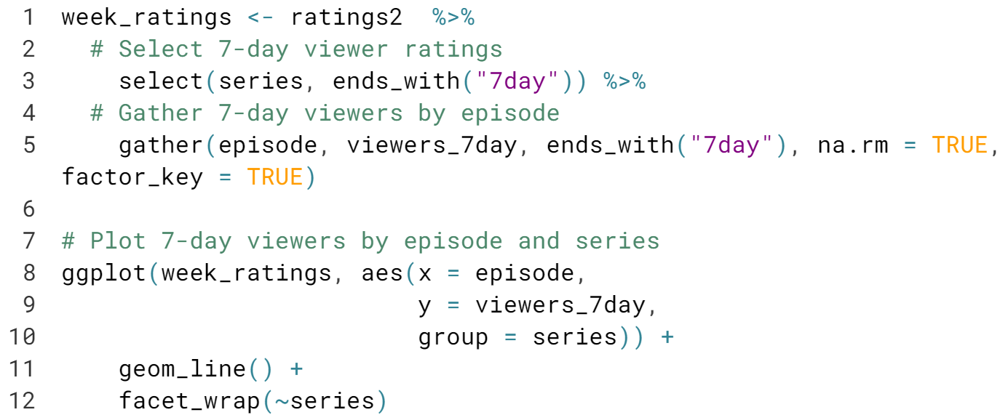 1 week_ratings <- ratings2  %>%
2   # Select 7-day viewer ratings
3     select(series, ends_with("7day")) %>%
4   # Gather 7-day viewers by episode
5     gather(episode, viewers_7day, ends_with("7day"), na.rm = TRUE,
factor_key = TRUE)
6
7 # Plot 7-day viewers by episode and series
8 ggplot(week_ratings, aes(x = episode,
9                          y = viewers_7day,
10                          group = series)) +
11     geom_line() +
12     facet_wrap(~series)